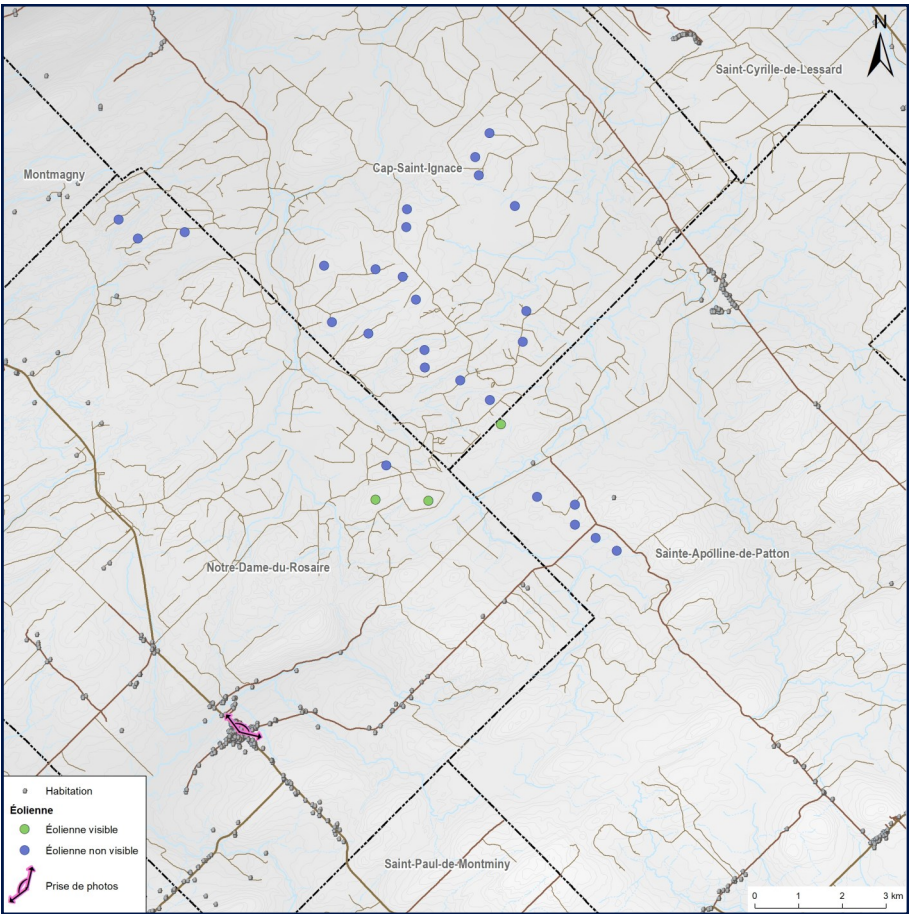 N
Saint-Cyrille-de-Lessard
Cap-Saint-Ignace
Montmagny
Sainte-Apolline-de-Patton
Notre-Dame-du-Rosaire
Saint-Paul-de-Montminy
Habitation
Éolienne
Éolienne visible
Éolienne non visible
Prise de photos
0 1 2 3 km